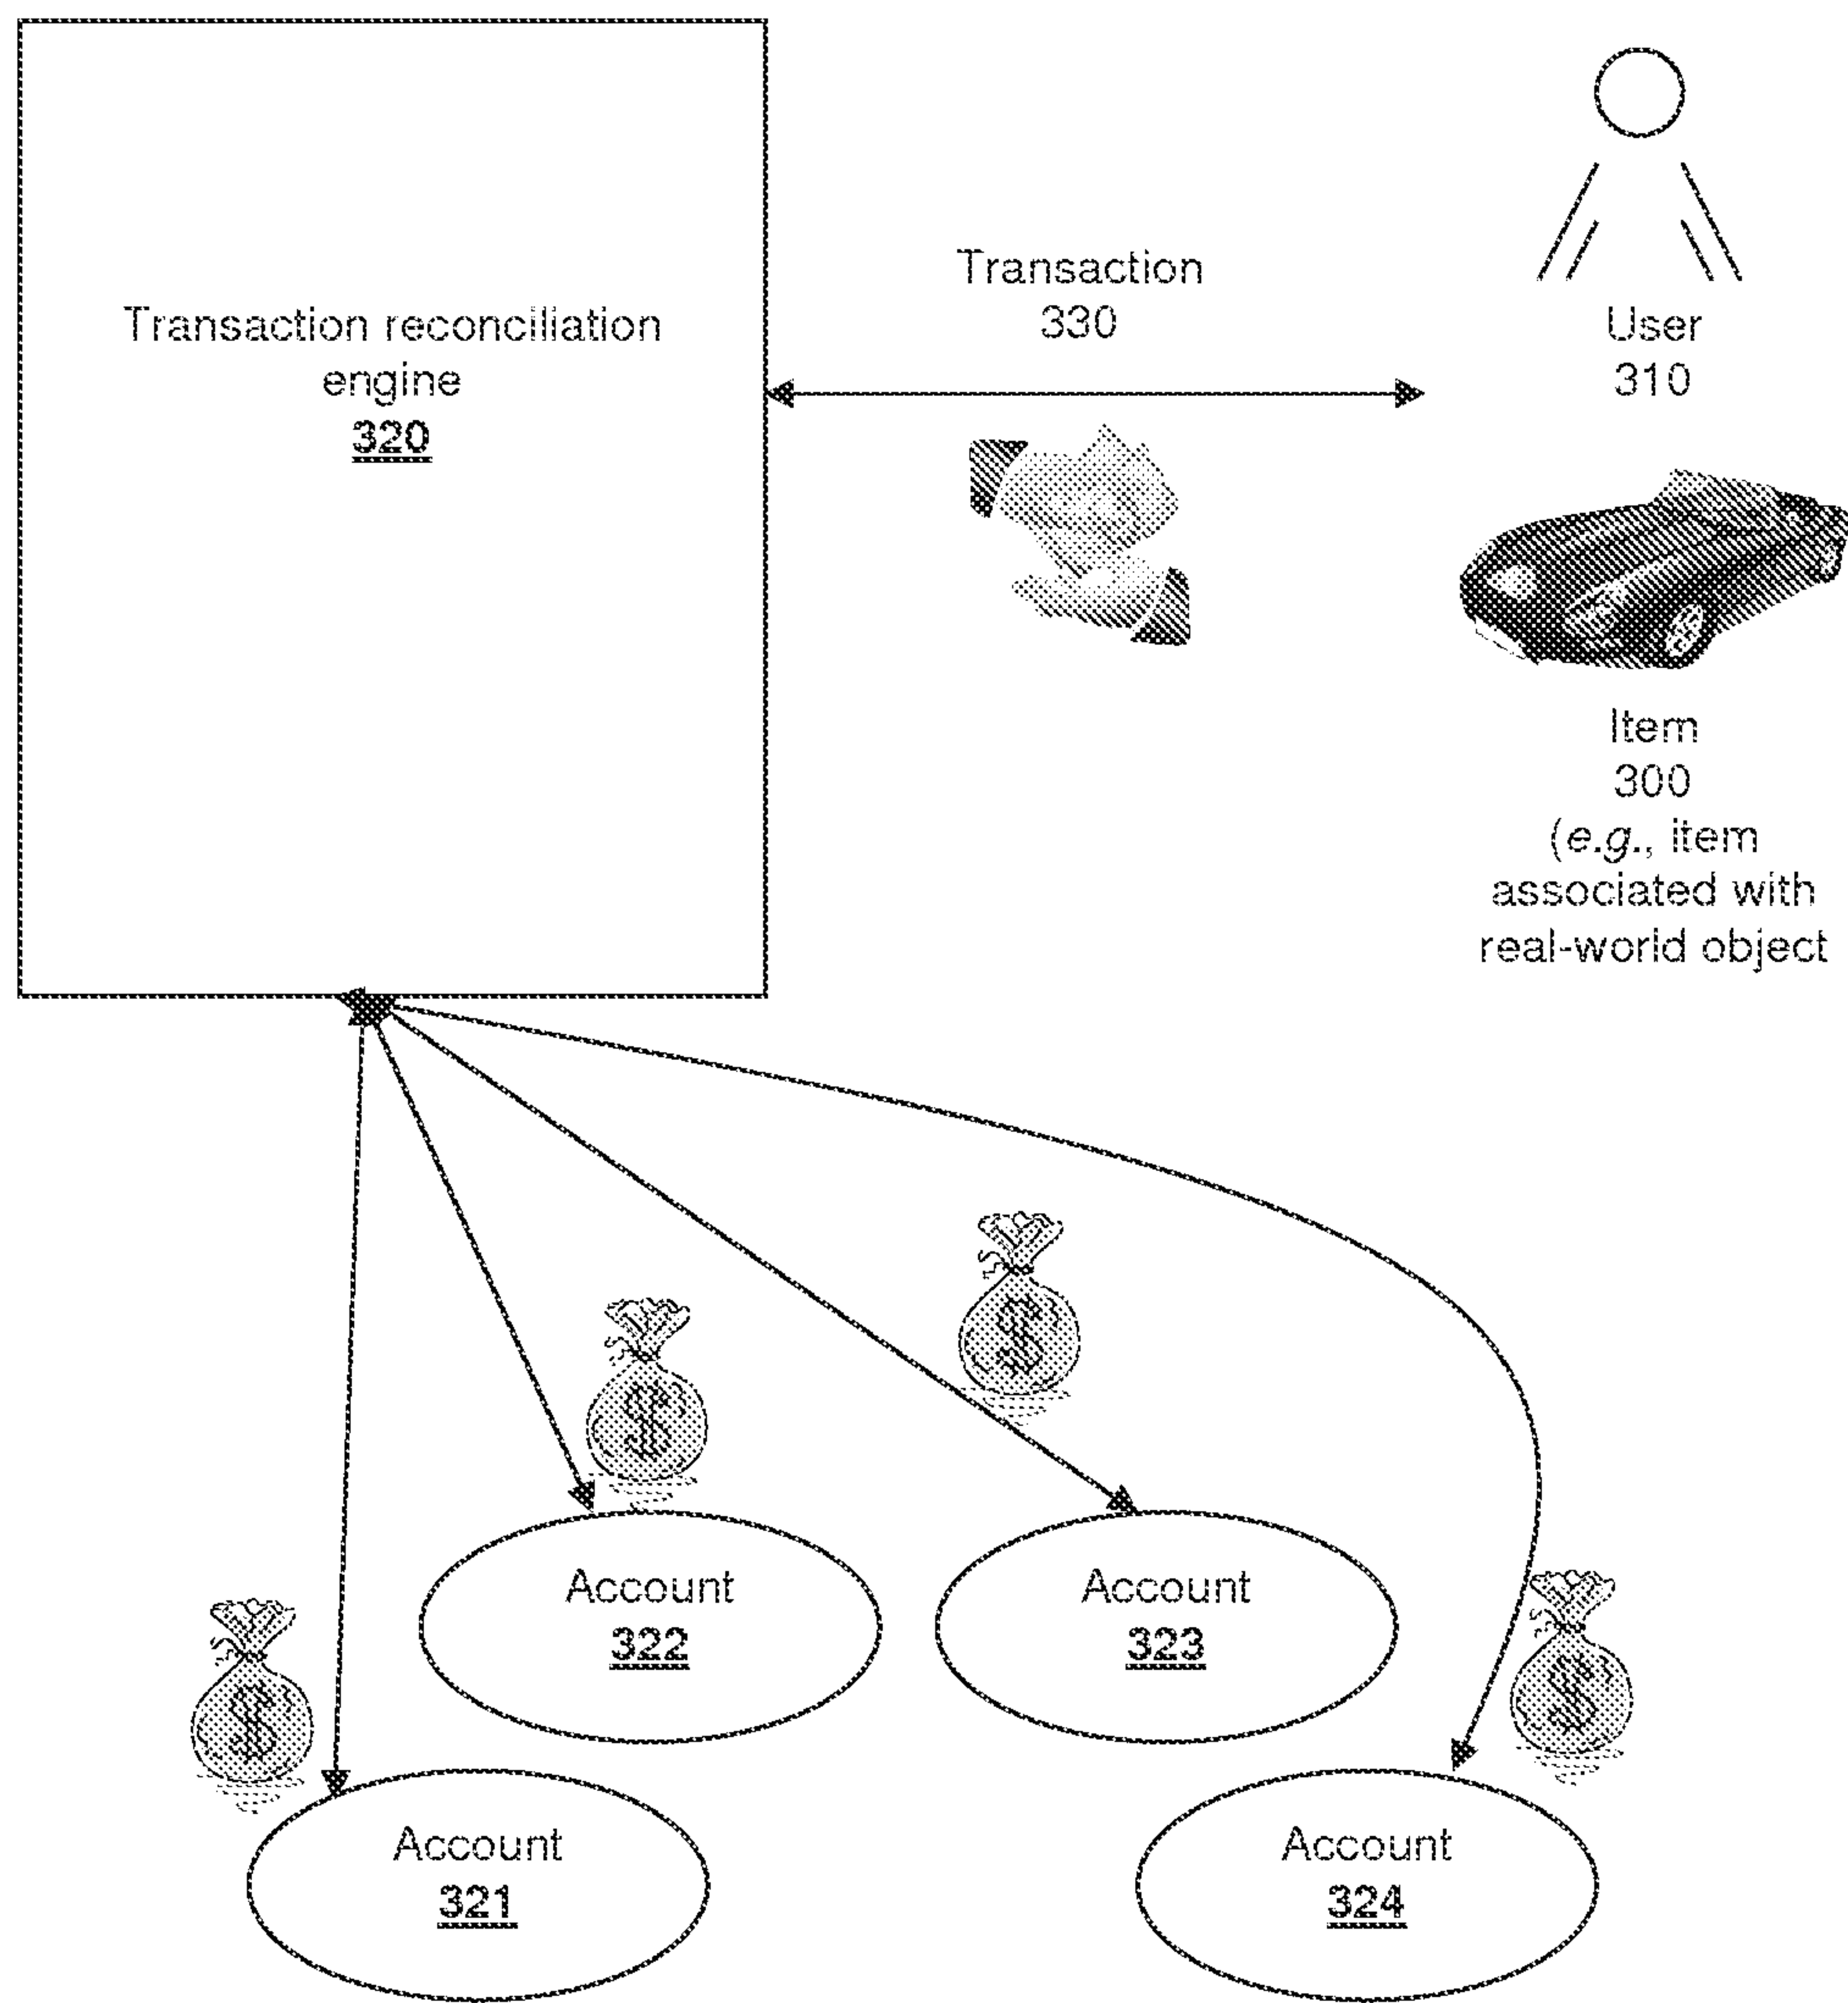 Transaction reconciliation
engine
320
Transaction
330
User
310
Item
300
(e.g., item
associated with
real-world object
$
$
$
$
Account
322
Account
323
Account
321
Account
324